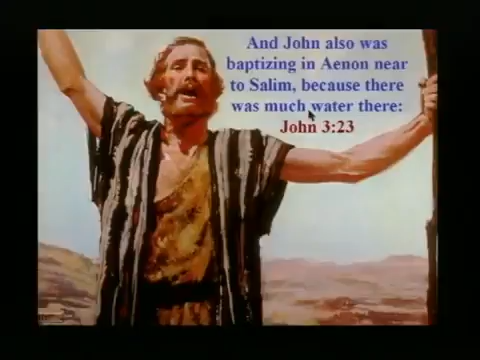 And John also was
baptizing in Aenon near
to Salim, because there
was much water there:
John 3:23